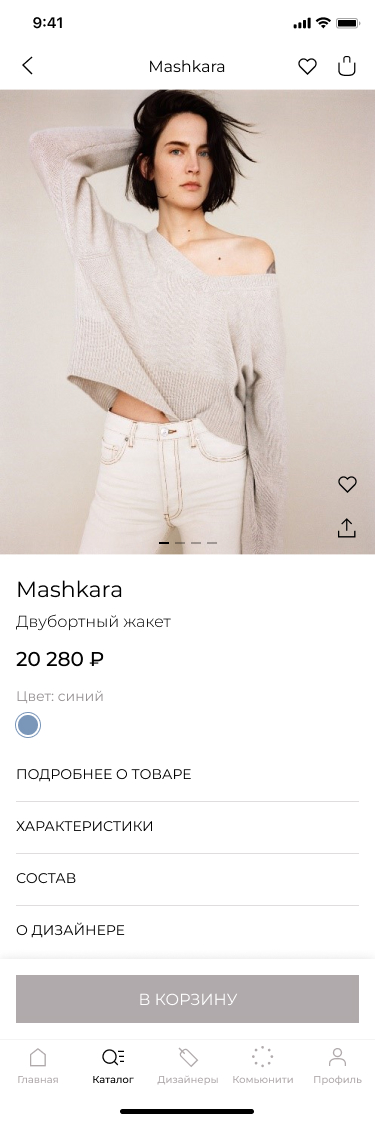 9:41
Mashkara
Mashkara
Двубортный жакет
20 280 ₽
Цвет: синий
ПОДРОБНЕЕ О ТОВАРЕ
ХАРАКТЕРИСТИКИ
СОСТАВ
О ДИЗАЙНЕРЕ
В КОРЗИНУ
Главная Каталог Дизайнеры Комьюнити Профиль